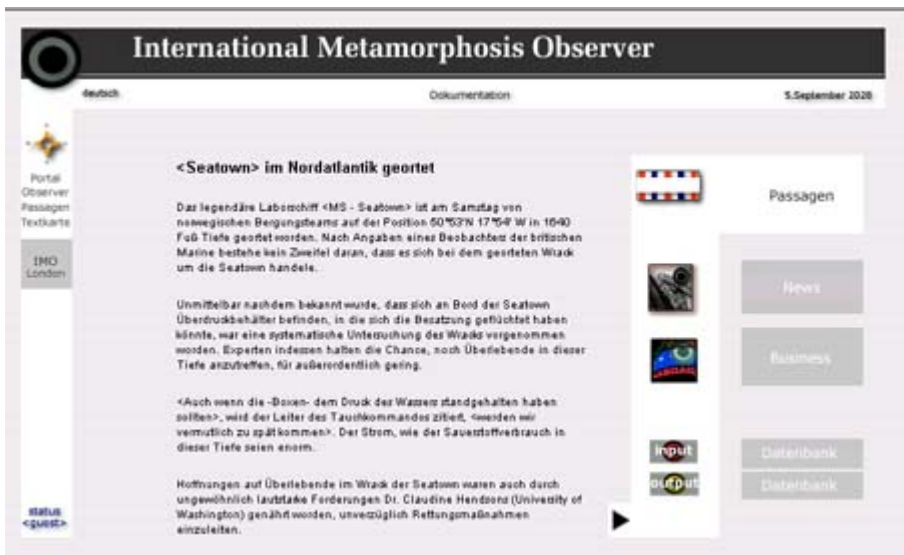 International Metamorphosis Observer
deutsch
Dokumentation
5.September 2028
Portal
Observer
Passagen
Textkarte
IMO
London
<Seatown> im Nordatlantik geortet
Das legendäre Laborschiff <MS - Seatown> ist am Samstag von
norwegischen Bergungsteams auf der Position 60°53'N 17°54' W in 1640
Fuß Tiefe geortet worden. Nach Angaben eines Beobachters der britischen
Marine bestehe kein Zweifel daran, dass es sich bei dem georteten Wrack
um die Seatown handele.
Unmittelbar nachdem bekannt wurde, dass sich an Bord der Seatown
Überdruckbehälter befinden, in die sich die Besatzung geflüchtet haben
könnte, war eine systematische Untersuchung des Wracks vorgenommen
worden. Experten indessen halten die Chance, noch Überlebende in dieser
Tiefe anzutreffen, für außerordentlich gering.
<Auch wenn die -Boxen- dem Druck des Wassers standgehalten haben
sollten>, wird der Leiter des Tauchkommandos zitiert, <werden wir
vermutlich zu spät kommen>. Der Strom, wie der Sauerstoffverbrauch in
dieser Tiefe seien enorm.
Hoffnungen auf Überlebende im Wrack der Seatown waren auch durch
ungewöhnlich lautstarke Forderungen Dr. Claudine Hendsons (University of
Washington) genährt worden, unverzüglich Rettungsmaßnahmen
einzuleiten.
Passagen
News
Business
input
Datenbank
output
Datenbank
status
<guest>